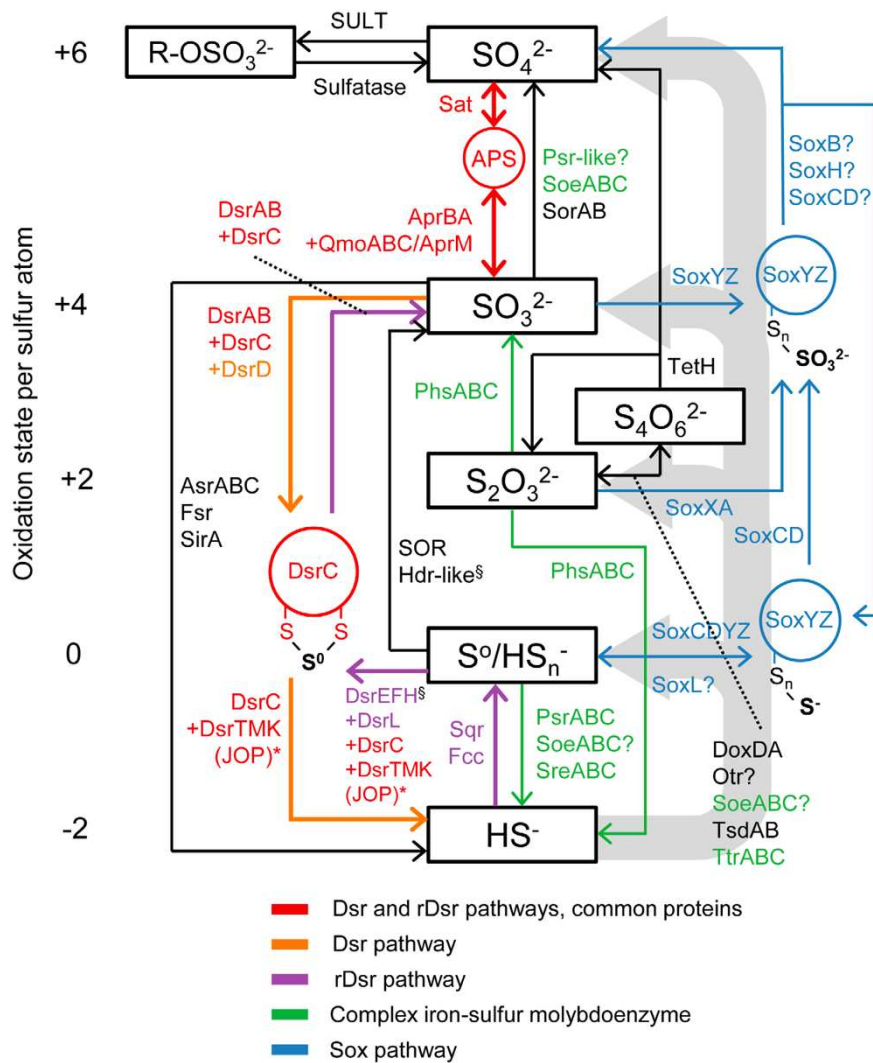 SULT
+6
R-OSO₃²⁻
SO₄²⁻
Sulfatase
Sat
APS
Psr-like?
SoeABC
SorAB
SoxB?
SoxH?
SoxCD?
DsrAB
+DsrC
AprBA
+QmoABC/AprM
SoxYZ
SoxYZ
Sₙ
SO₃²⁻
+4
SO₃²⁻
DsrAB
+DsrC
+DsrD
PhsABC
TetH
S₄O₆²⁻
Oxidation state per sulfur atom
+2
S₂O₃²⁻
AsrABC
Fsr
SirA
SoxXA
SoxCD
SOR
Hdr-like§
PhsABC
DsrC
S
S
S⁰
0
Sº/HSₙ⁻
SoxCDYZ
SoxL?
SoxYZ
Sₙ
S⁻
DsrC
+DsrTMK
(JOP)*
DsrEFH§
+DsrL
+DsrC
+DsrTMK
(JOP)*
Sqr
Fcc
PsrABC
SoeABC?
SreABC
DoxDA
Otr?
SoeABC?
TsdAB
TtrABC
-2
HS⁻
Dsr and rDsr pathways, common proteins
Dsr pathway
rDsr pathway
Complex iron-sulfur molybdoenzyme
Sox pathway